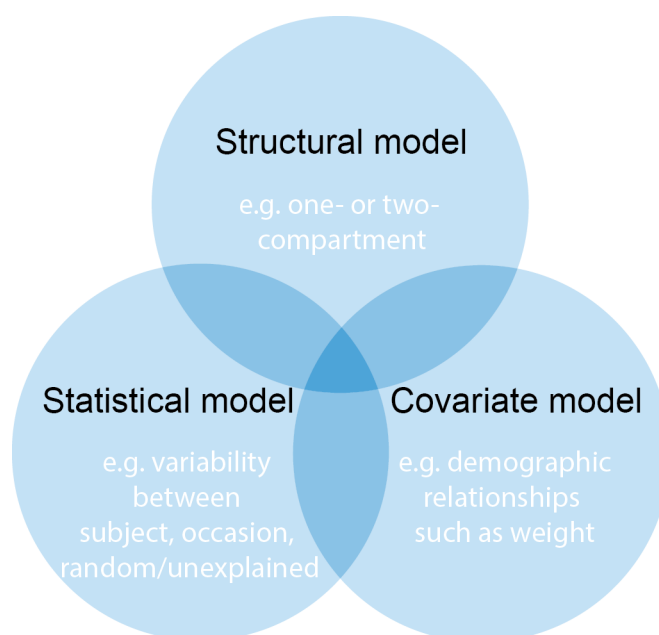 Structural model
e.g. one- or two-
compartment
Statistical model
e.g. variability
between
subject, occasion,
random/unexplained
Covariate model
e.g. demographic
relationships
such as weight